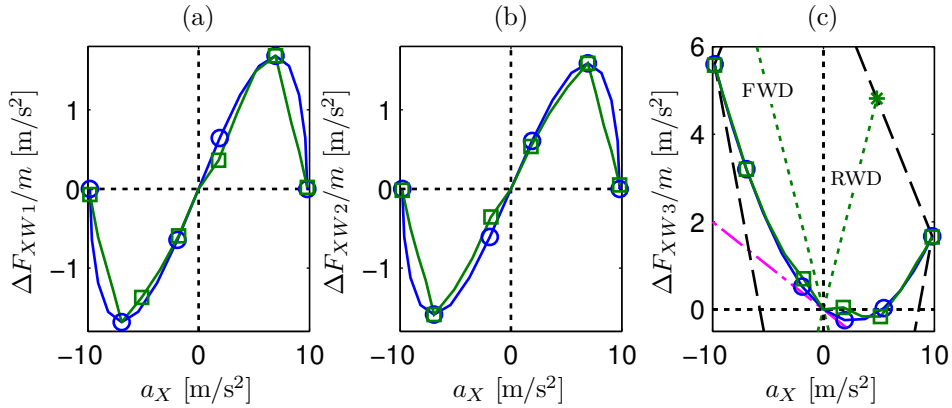 (a) (b) (c)
ΔF_{XW1}/m [m/s²]
1
0
−1
−10 0 10
a_X [m/s²]
ΔF_{XW2}/m [m/s²]
1
0
−1
−10 0 10
a_X [m/s²]
ΔF_{XW3}/m [m/s²]
6
4
2
0
FWD
RWD
−10 0 10
a_X [m/s²]